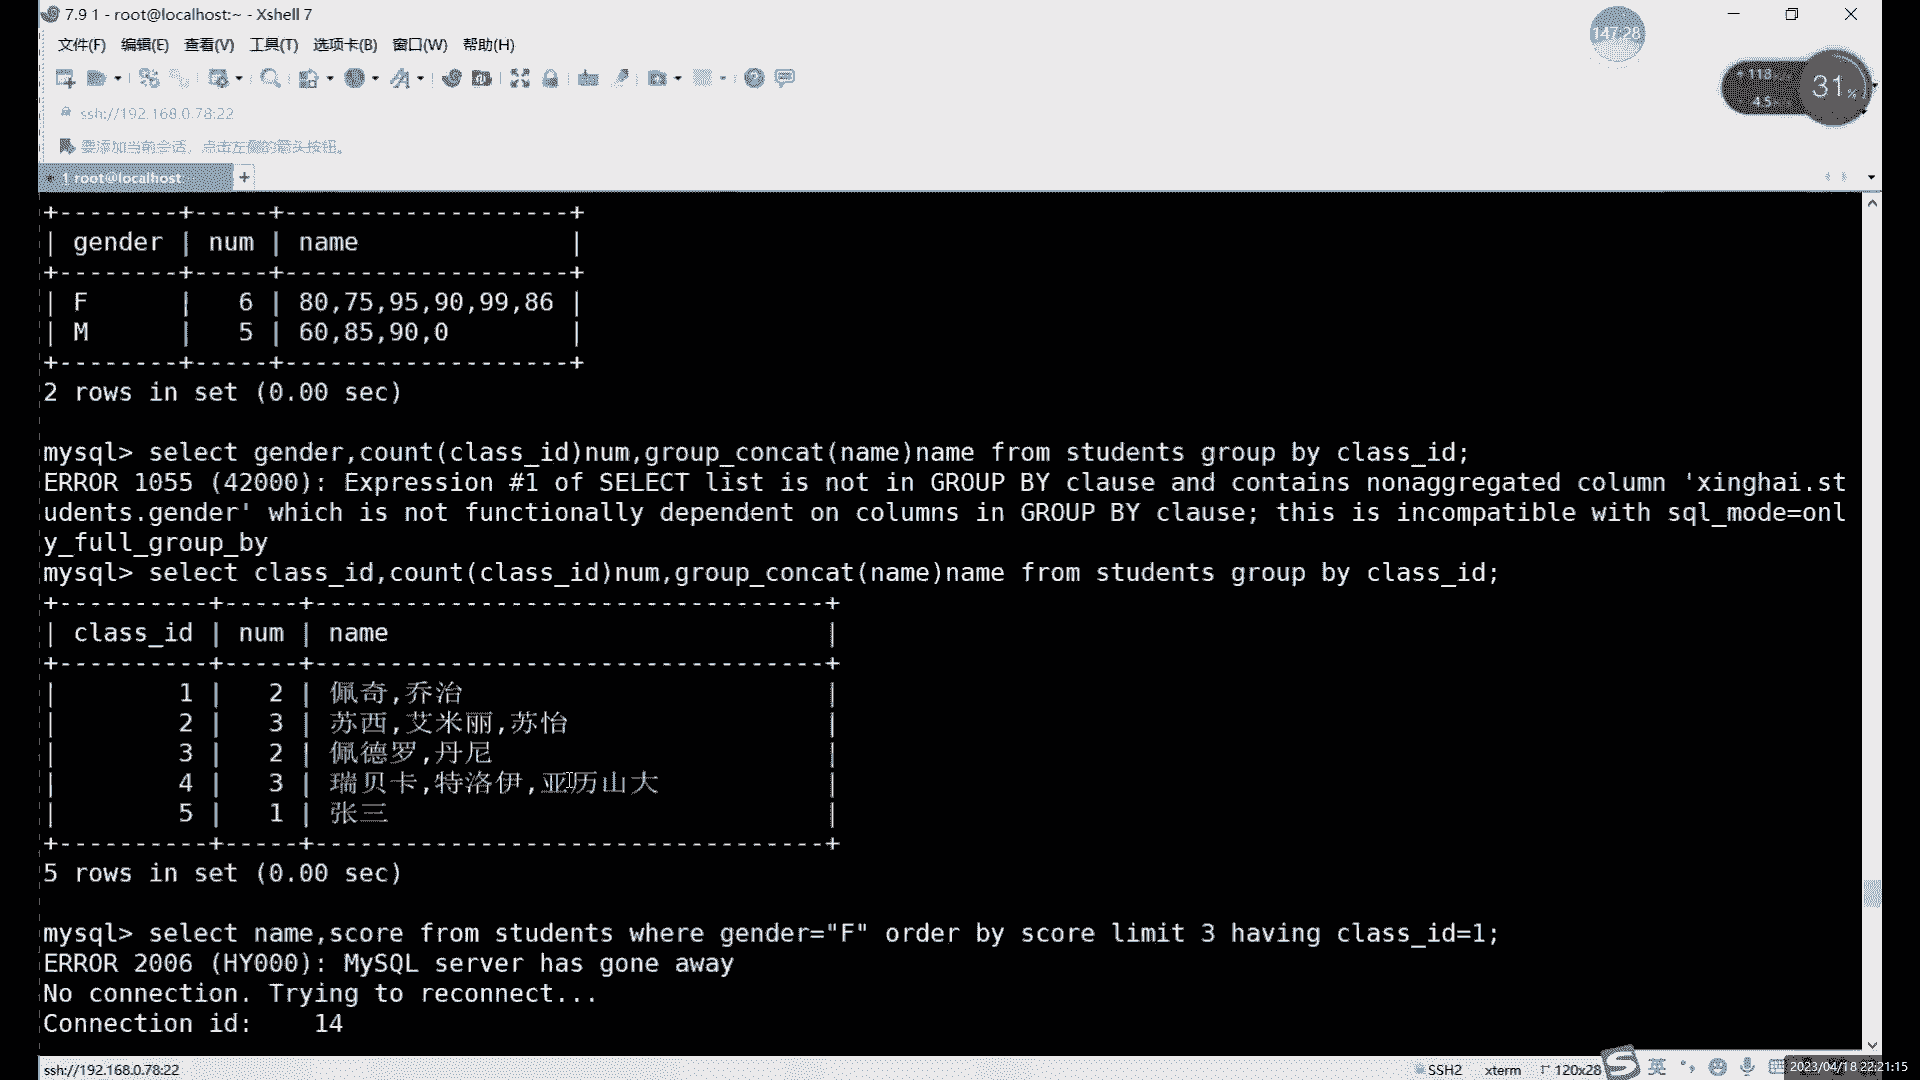 7.9 1 - root@localhost:~ - Xshell 7
147:28
文件(F) 编辑(E) 查看(V) 工具(T) 选项卡(B) 窗口(W) 帮助(H)
118
4.5
31%
ssh://192.168.0.78:22
要添加当前会话，点击左侧的箭头按钮。
1 root@localhost
+--------+-----+-------------------+
| gender | num | name              |
+--------+-----+-------------------+
| F      |   6 | 80,75,95,90,99,86 |
| M      |   5 | 60,85,90,0        |
+--------+-----+-------------------+
2 rows in set (0.00 sec)
mysql> select gender,count(class_id)num,group_concat(name)name from students group by class_id;
ERROR 1055 (42000): Expression #1 of SELECT list is not in GROUP BY clause and contains nonaggregated column 'xinghai.st
udents.gender' which is not functionally dependent on columns in GROUP BY clause; this is incompatible with sql_mode=onl
y_full_group_by
mysql> select class_id,count(class_id)num,group_concat(name)name from students group by class_id;
+----------+-----+----------------------------------+
| class_id | num | name                             |
+----------+-----+----------------------------------+
|        1 |   2 | 佩奇,乔治                        |
|        2 |   3 | 苏西,艾米丽,苏怡                 |
|        3 |   2 | 佩德罗,丹尼                      |
|        4 |   3 | 瑞贝卡,特洛伊,亚历山大           |
|        5 |   1 | 张三                             |
+----------+-----+----------------------------------+
5 rows in set (0.00 sec)
mysql> select name,score from students where gender="F" order by score limit 3 having class_id=1;
ERROR 2006 (HY000): MySQL server has gone away
No connection. Trying to reconnect...
Connection id:    14
ssh://192.168.0.78:22 SSH2 xterm 120x28 英 2023/04/18 22:21:15